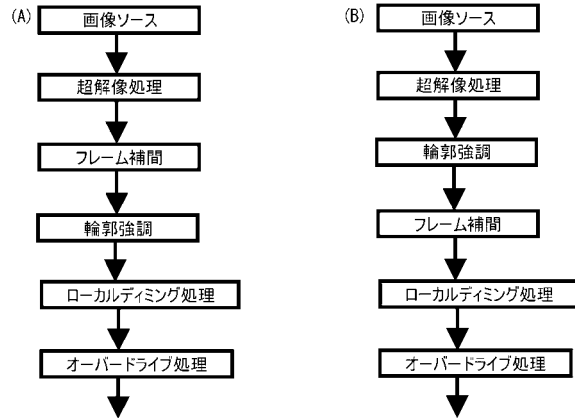 (A)
画像ソース
超解像処理
フレーム補間
輪郭強調
ローカルディミング処理
オーバードライブ処理
(B)
画像ソース
超解像処理
輪郭強調
フレーム補間
ローカルディミング処理
オーバードライブ処理